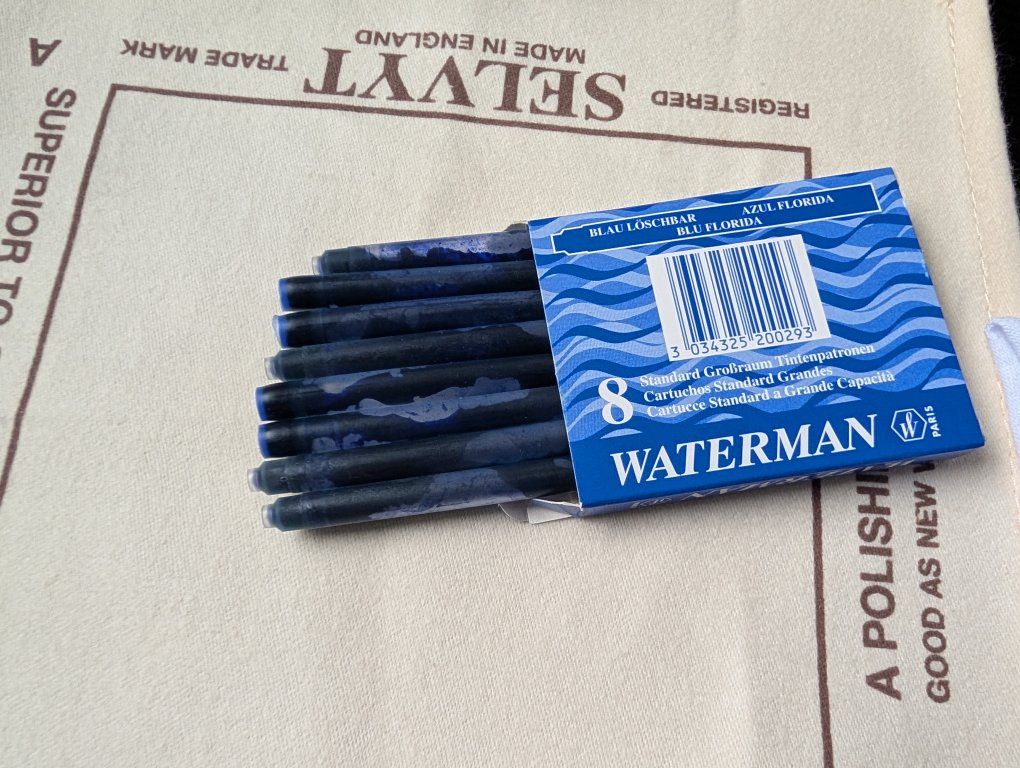 REGISTERED SELVYT TRADE MARK
MADE IN ENGLAND
A
SUPERIOR TO
BLAU LÖSCHBAR AZUL FLORIDA
BLU FLORIDA
3 034325 200293
8 Standard Großraum Tintenpatronen
Cartuchos Standard Grandes
Cartucce Standard a Grande Capacità
WATERMAN W PARIS
A POLISHI
GOOD AS NEW